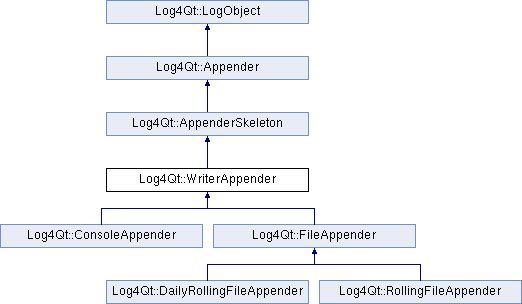 Log4Qt::LogObject
Log4Qt::Appender
Log4Qt::AppenderSkeleton
Log4Qt::WriterAppender
Log4Qt::ConsoleAppender
Log4Qt::FileAppender
Log4Qt::DailyRollingFileAppender
Log4Qt::RollingFileAppender